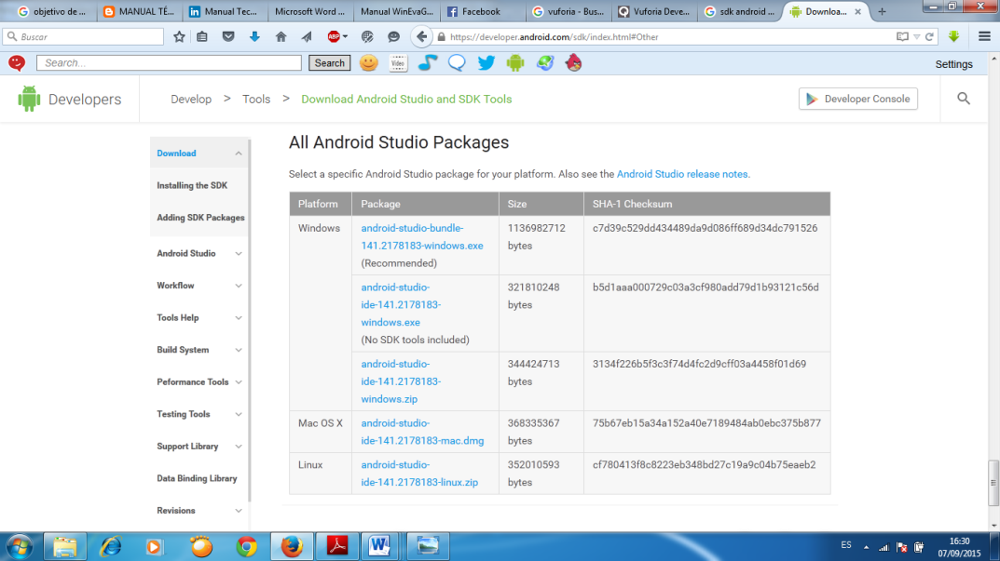 objetivo de ...
MANUAL TÉ...
Manual Tec...
Microsoft Word ...
Manual WinEvaG...
Facebook
vuforia - Bus...
Vuforia Deve...
sdk android ...
Downloa...
Buscar
ABP
https://developer.android.com/sdk/index.html#Other
Search...
Search
Video
Settings
Developers
Develop > Tools > Download Android Studio and SDK Tools
Developer Console
Download
Installing the SDK
Adding SDK Packages
Android Studio
Workflow
Tools Help
Build System
Peformance Tools
Testing Tools
Support Library
Data Binding Library
Revisions
All Android Studio Packages
Select a specific Android Studio package for your platform. Also see the Android Studio release notes.
Platform Package Size SHA-1 Checksum
Windows android-studio-bundle- 1136982712 c7d39c529dd434489da9d086ff689d34dc791526
141.2178183-windows.exe bytes
(Recommended)
android-studio- 321810248 b5d1aaa000729c03a3cf980add79d1b93121c56d
ide-141.2178183- bytes
windows.exe
(No SDK tools included)
android-studio- 344424713 3134f226b5f3c3f74d4fc2d9cff03a4458f01d69
ide-141.2178183- bytes
windows.zip
Mac OS X android-studio- 368335367 75b67eb15a34a152a40e7189484ab0ebc375b877
ide-141.2178183-mac.dmg bytes
Linux android-studio- 352010593 cf780413f8c8223eb348bd27c19a9c04b75eaeb2
ide-141.2178183-linux.zip bytes
ES
16:30
07/09/2015